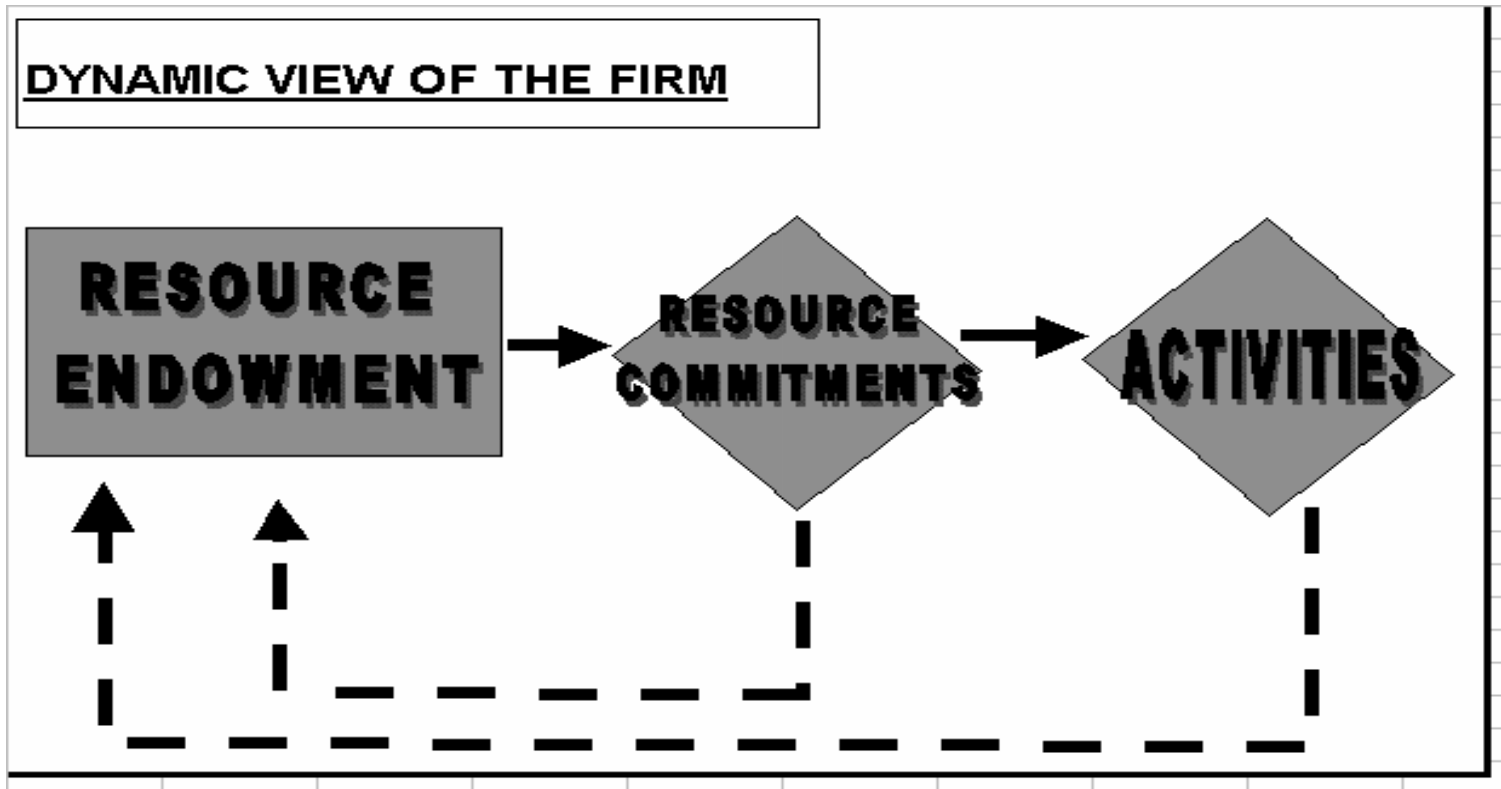 DYNAMIC VIEW OF THE FIRM
RESOURCE
ENDOWMENT
RESOURCE
COMMITMENTS
ACTIVITIES